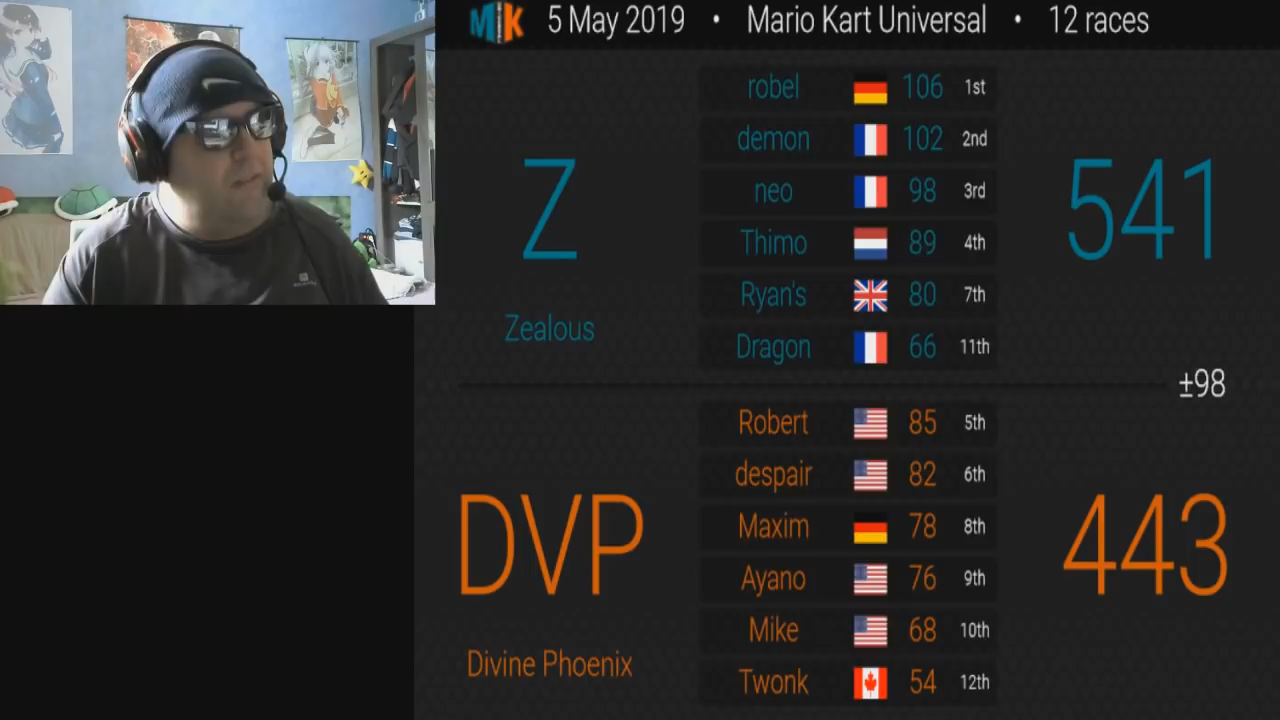 MK 5 May 2019 • Mario Kart Universal • 12 races
robel 106 1st
demon 102 2nd
neo 98 3rd
Thimo 89 4th
Ryan's 80 7th
Dragon 66 11th
Z
Zealous
541
±98
Robert 85 5th
despair 82 6th
Maxim 78 8th
Ayano 76 9th
Mike 68 10th
Twonk 54 12th
DVP
Divine Phoenix
443